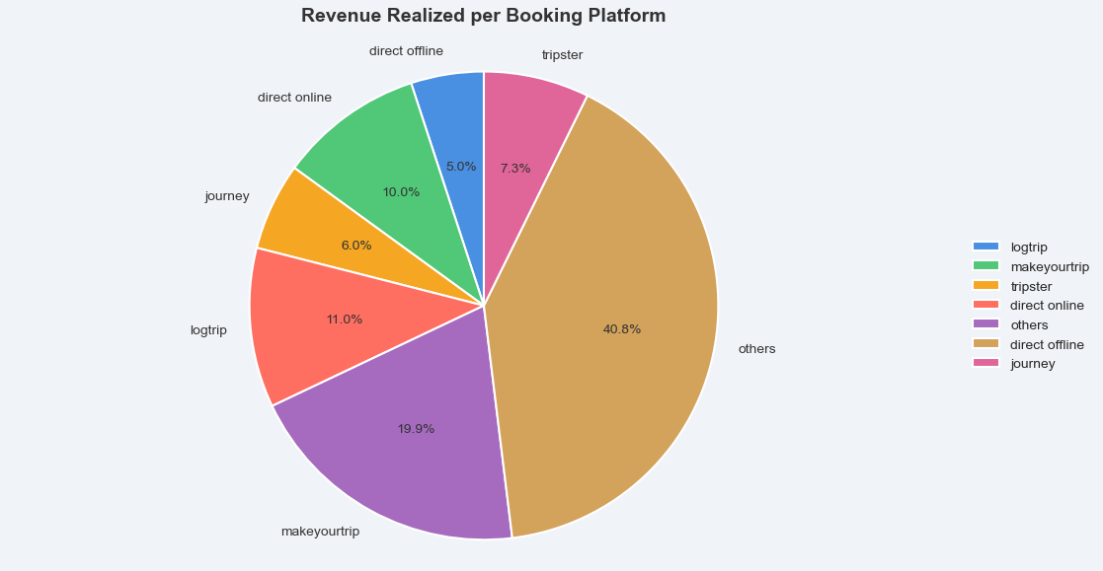 Revenue Realized per Booking Platform
direct offline
tripster
direct online
5.0%
7.3%
10.0%
journey
6.0%
logtrip
11.0%
40.8%
others
19.9%
makeyourtrip
logtrip
makeyourtrip
tripster
direct online
others
direct offline
journey